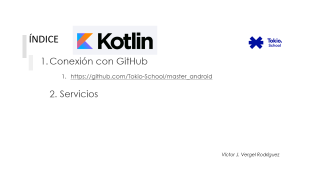 ÍNDICE
Kotlin
Tokio.
School
1. Conexión con GitHub
1. https://github.com/Tokio-School/master_android
2. Servicios
Víctor J. Vergel Rodríguez